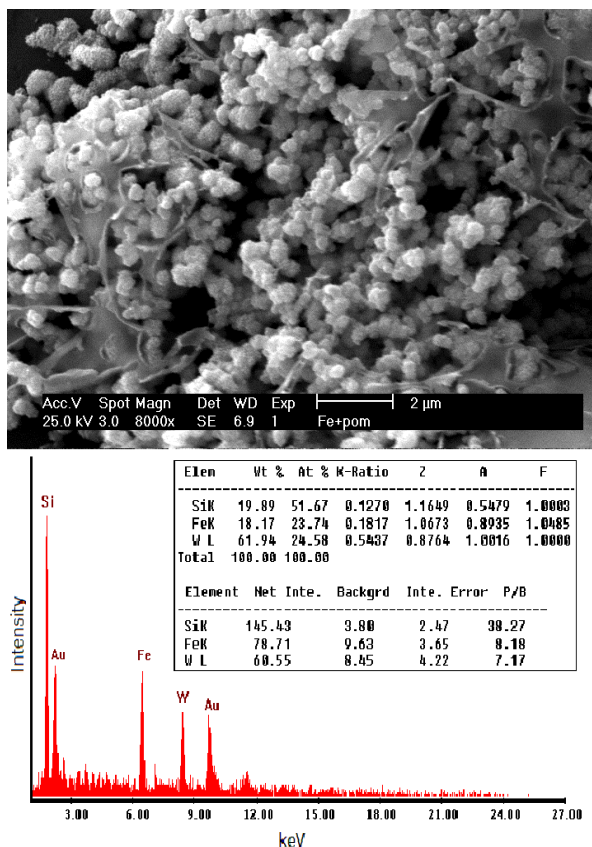 Acc.V Spot Magn Det WD Exp 2 µm
25.0 kV 3.0 8000x SE 6.9 1 Fe+pom
Elem Wt % At % K-Ratio Z A F
SiK 19.89 51.67 0.1270 1.1649 0.5479 1.0003
FeK 18.17 23.74 0.1817 1.0673 0.8935 1.0485
W L 61.94 24.58 0.5437 0.8764 1.0016 1.0000
Total 100.00 100.00
Element Net Inte. Backgrd Inte. Error P/B
SiK 145.43 3.80 2.47 38.27
FeK 78.71 9.63 3.65 8.18
W L 60.55 8.45 4.22 7.17
Si
Au
Fe
W
Au
Intensity
3.00 6.00 9.00 12.00 15.00 18.00 21.00 24.00 27.00
keV